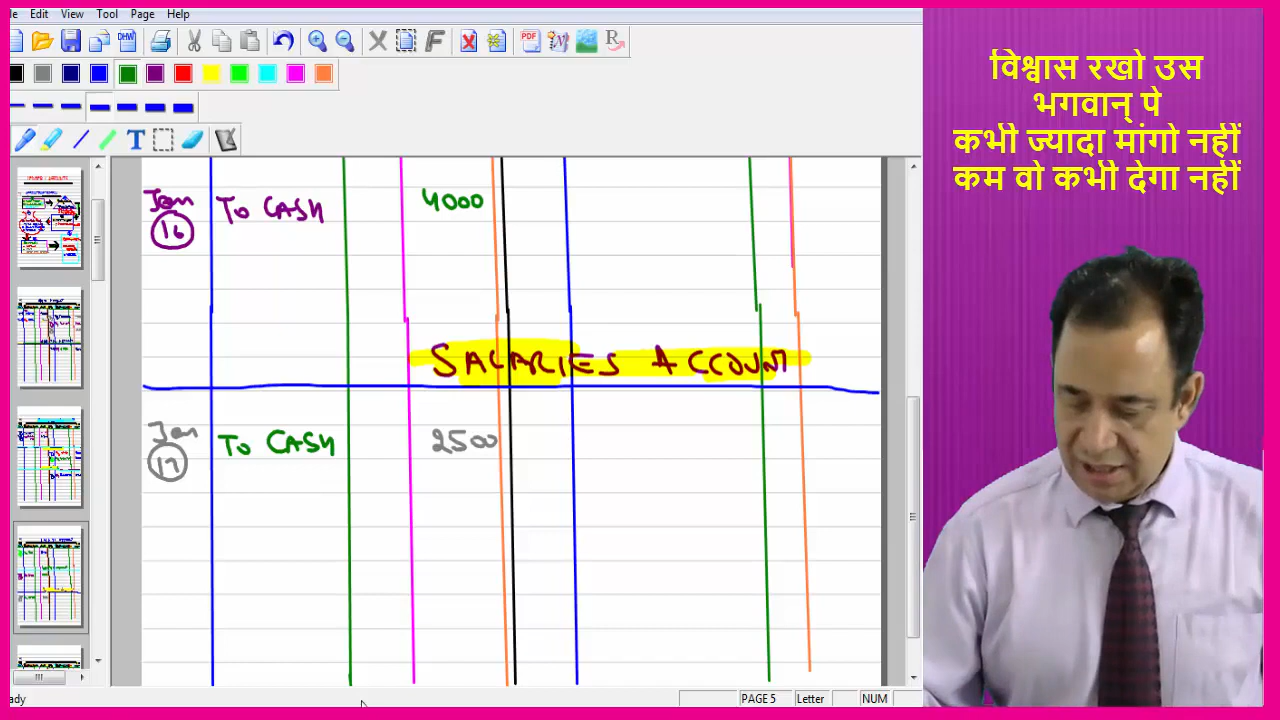 Edit View Tool Page Help
विश्वास रखो उस
भगवान् पे
कभी ज्यादा मांगो नहीं
कम वो कभी देगा नहीं
Jan
16
To CASH
4000
SALARIES ACCOUNT
Jan
17
To CASH
2500
PAGE 5 Letter NUM